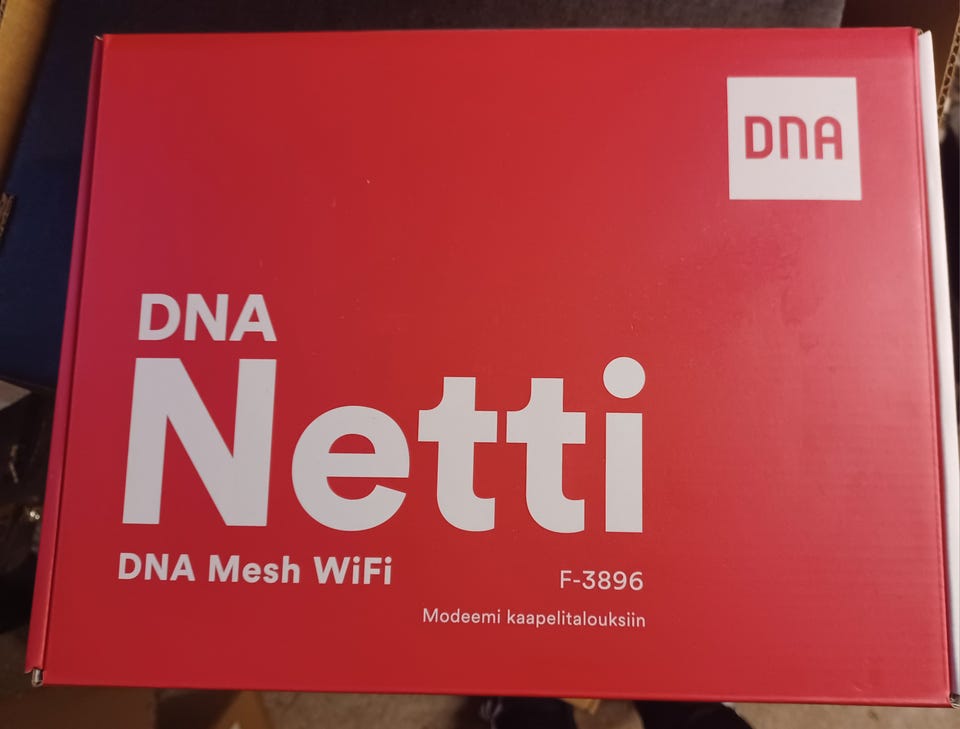 DNA
DNA
Netti
DNA Mesh WiFi
F-3896
Modeemi kaapelitalouksiin